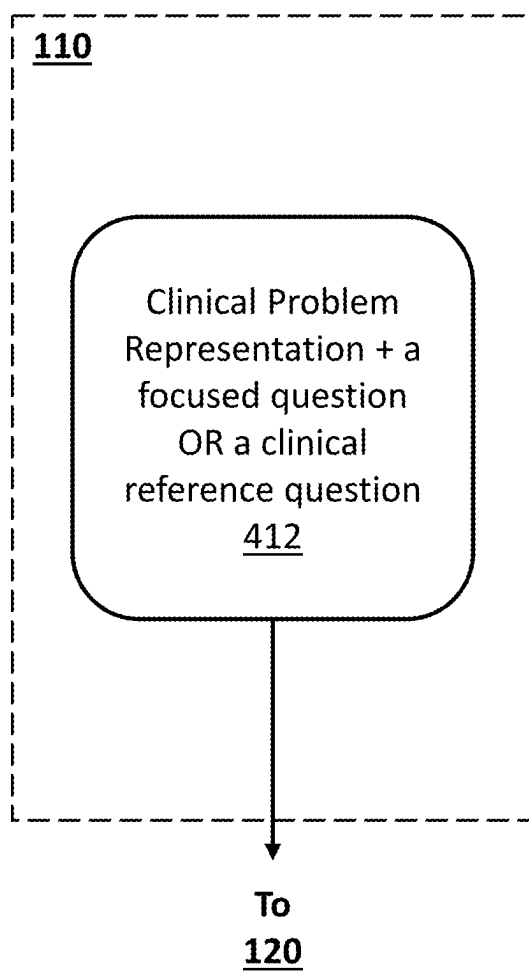 110
Clinical Problem
Representation + a
focused question
OR a clinical
reference question
412
To
120